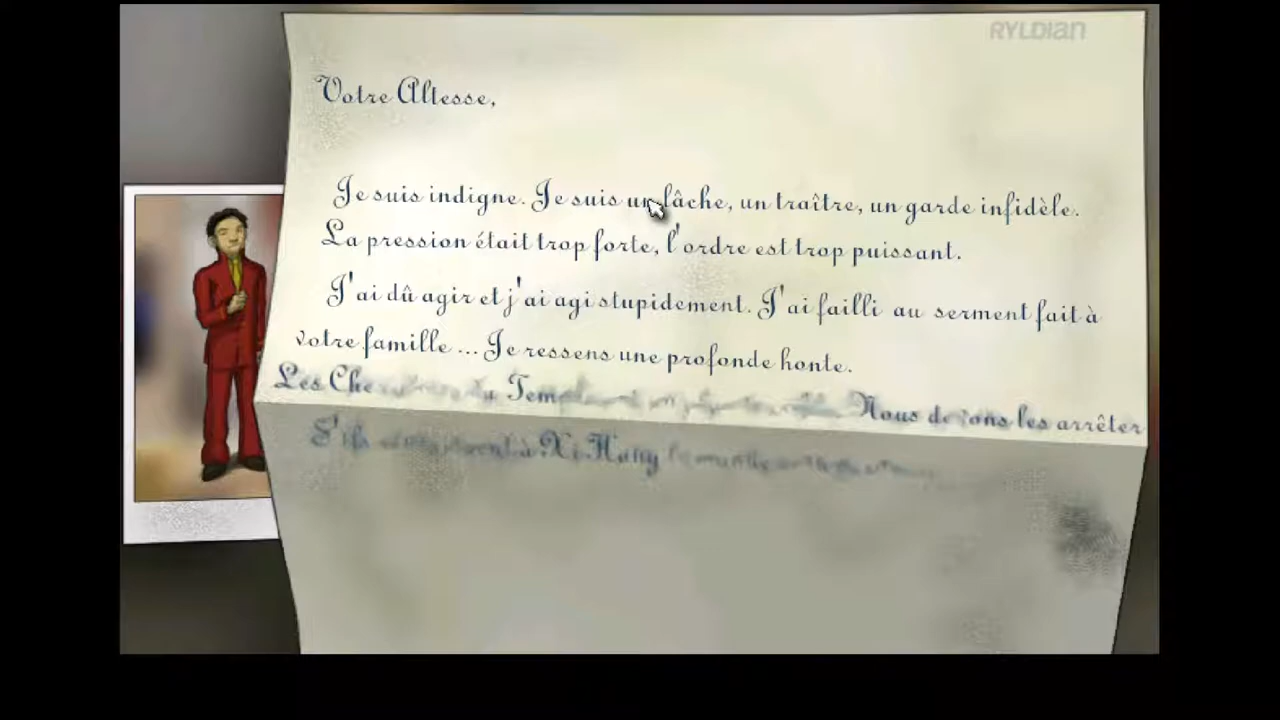 RYLDian
Votre Altesse,
Je suis indigne. Je suis un lâche, un traître, un garde infidèle.
La pression était trop forte, l'ordre est trop puissant.
J'ai dû agir et j'ai agi stupidement. J'ai failli au serment fait à
votre famille ... Je ressens une profonde honte.
Les Nous devons les arrêter
S'ils à Xi Hang